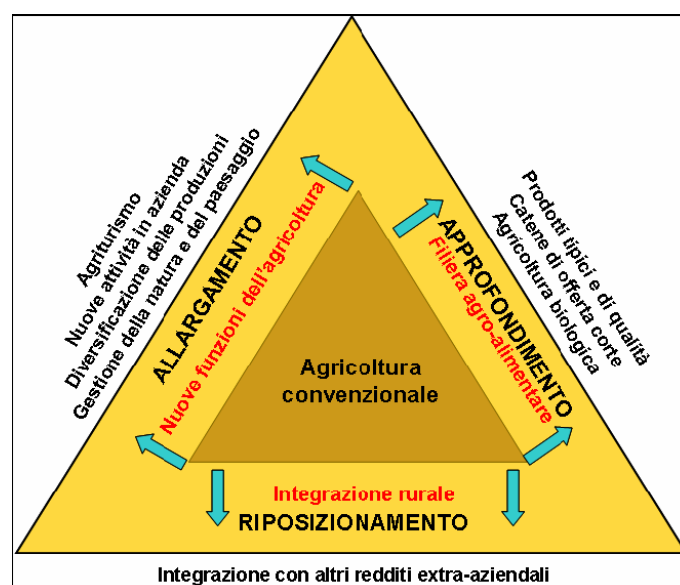 Agriturismo
Nuove attività in azienda
Diversificazione delle produzioni
Gestione della natura e del paesaggio
ALLARGAMENTO
Nuove funzioni dell'agricoltura
Agricoltura
convenzionale
Prodotti tipici e di qualità
Catene di offerta corte
Agricoltura biologica
APPROFONDIMENTO
Filiera agro-alimentare
Integrazione rurale
RIPOSIZIONAMENTO
Integrazione con altri redditi extra-aziendali